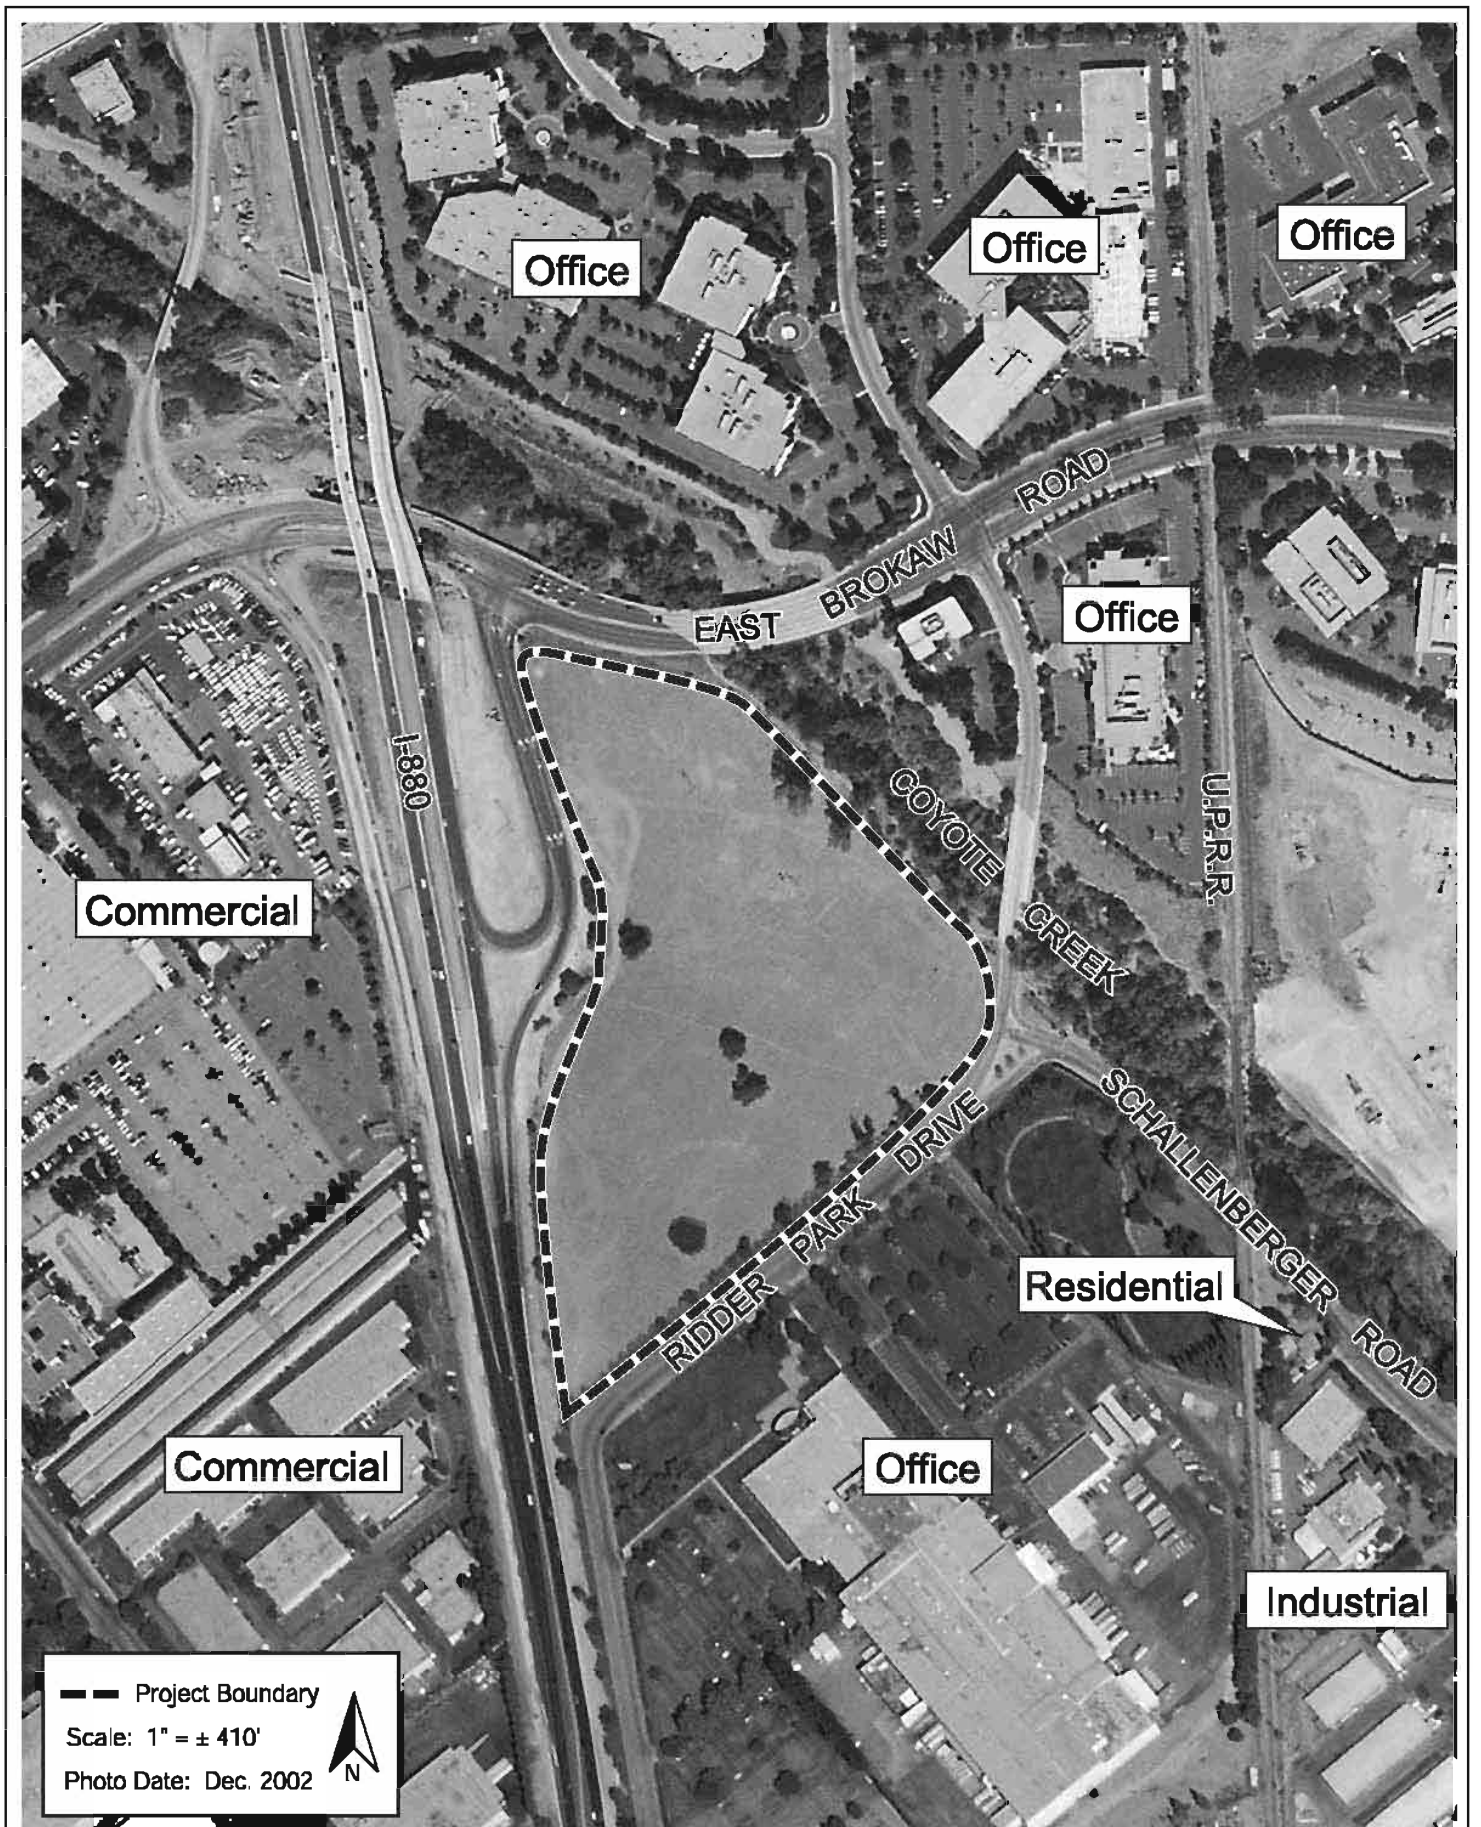 Office
Office
Office
EAST BROKAW ROAD
Office
I-880
COYOTE CREEK
U.P.R.R.
Commercial
SCHALLENBERGER ROAD
RIDDER PARK DRIVE
Residential
Commercial
Office
Industrial
Project Boundary
Scale: 1" = ± 410'
Photo Date: Dec. 2002
N